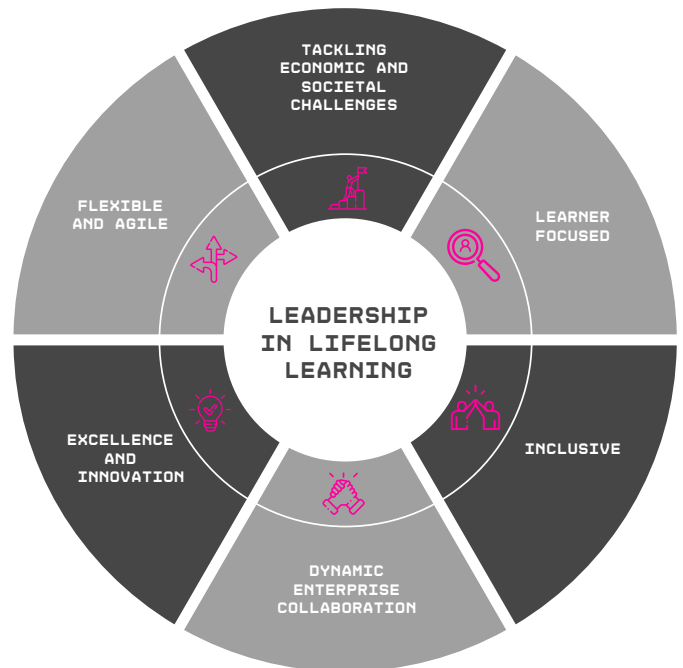 TACKLING
ECONOMIC AND
SOCIETAL
CHALLENGES
LEARNER
FOCUSED
INCLUSIVE
DYNAMIC
ENTERPRISE
COLLABORATION
EXCELLENCE
AND
INNOVATION
FLEXIBLE
AND AGILE
LEADERSHIP
IN LIFELONG
LEARNING